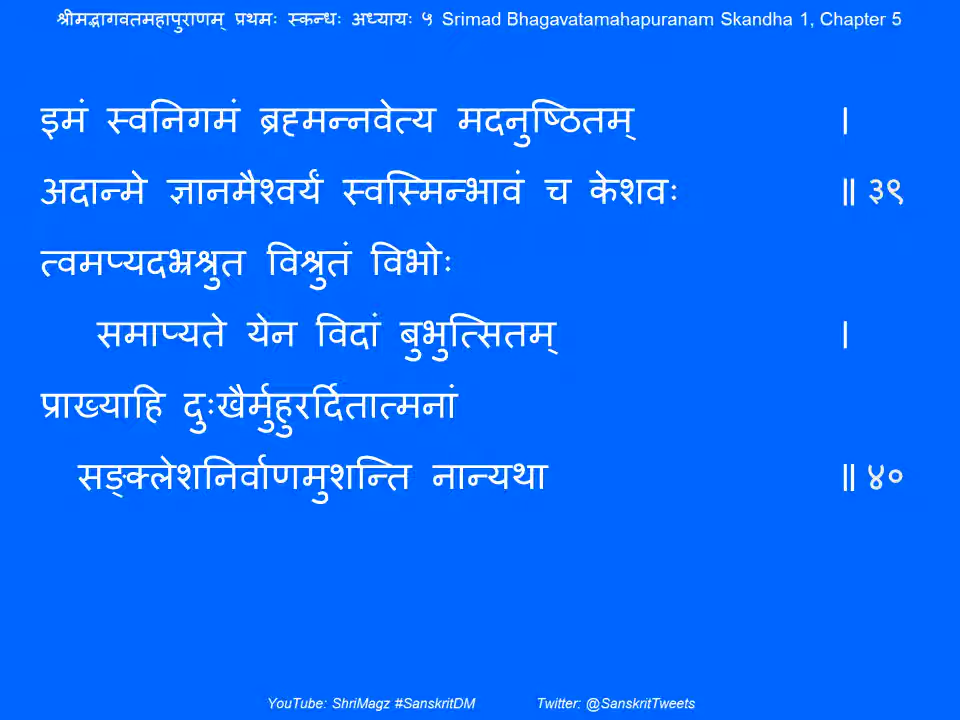 श्रीमद्भागवतमहापुराणम् प्रथमः स्कन्धः अध्यायः ५ Srimad Bhagavatamahapuranam Skandha 1, Chapter 5
इमं स्वनिगमं ब्रह्मन्नवेत्य मदनुष्ठितम् ।
अदान्मे ज्ञानमैश्वर्यं स्वस्मिन्भावं च केशवः ॥ ३९
त्वमप्यदभ्रश्रुत विश्रुतं विभोः
समाप्यते येन विदां बुभुत्सितम् ।
प्राख्याहि दुःखैर्मुहुरर्दितात्मनां
सङ्क्लेशनिर्वाणमुशन्ति नान्यथा ॥ ४०
YouTube: ShriMagz #SanskritDM Twitter: @SanskritTweets